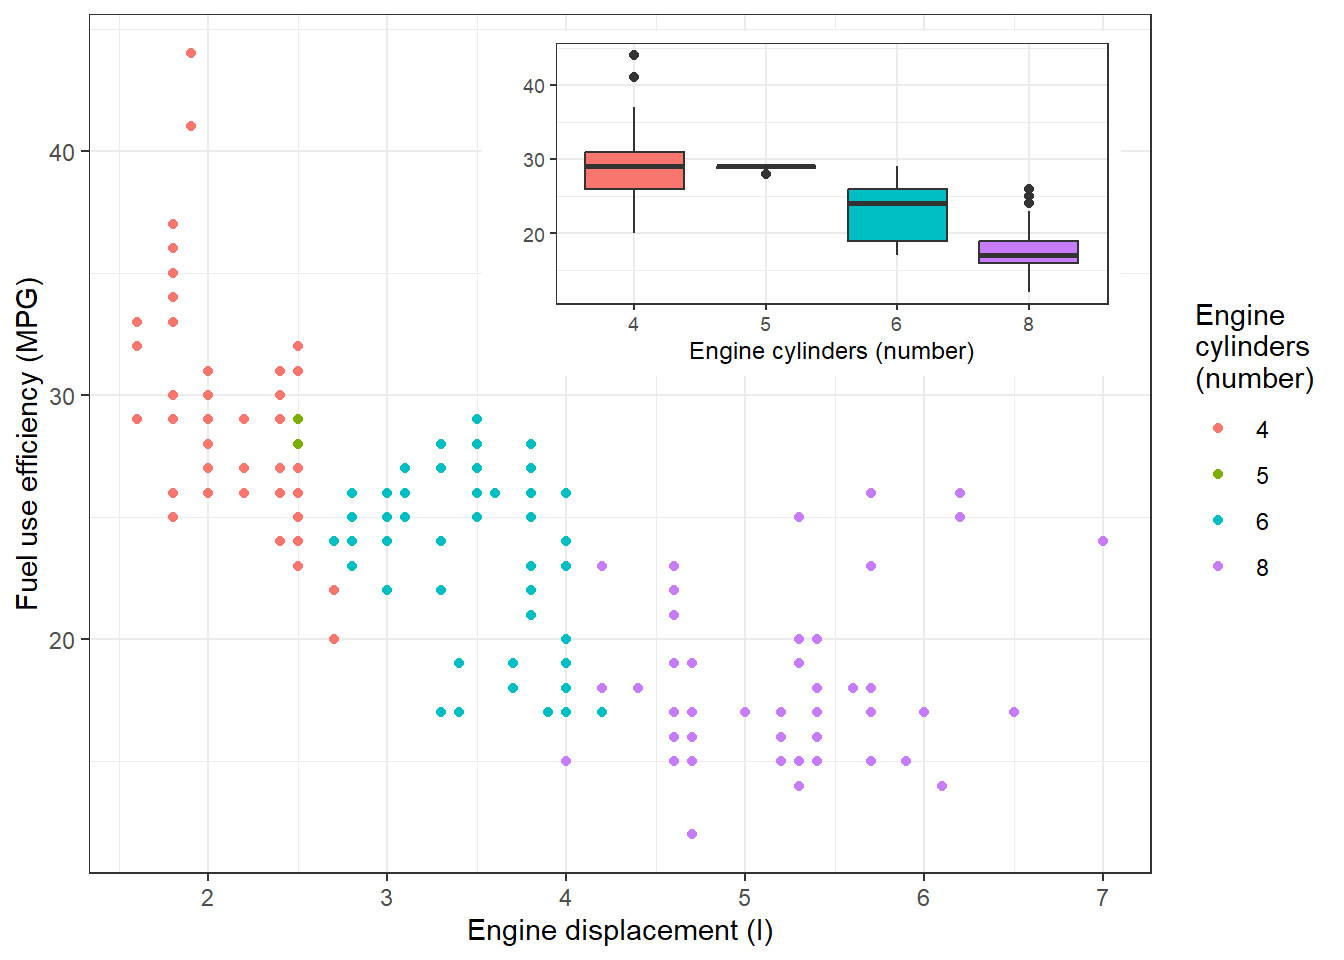 Fuel use efficiency (MPG)
40
30
20
2 3 4 5 6 7
Engine displacement (l)
40
30
20
4 5 6 8
Engine cylinders (number)
Engine
cylinders
(number)
4
5
6
8